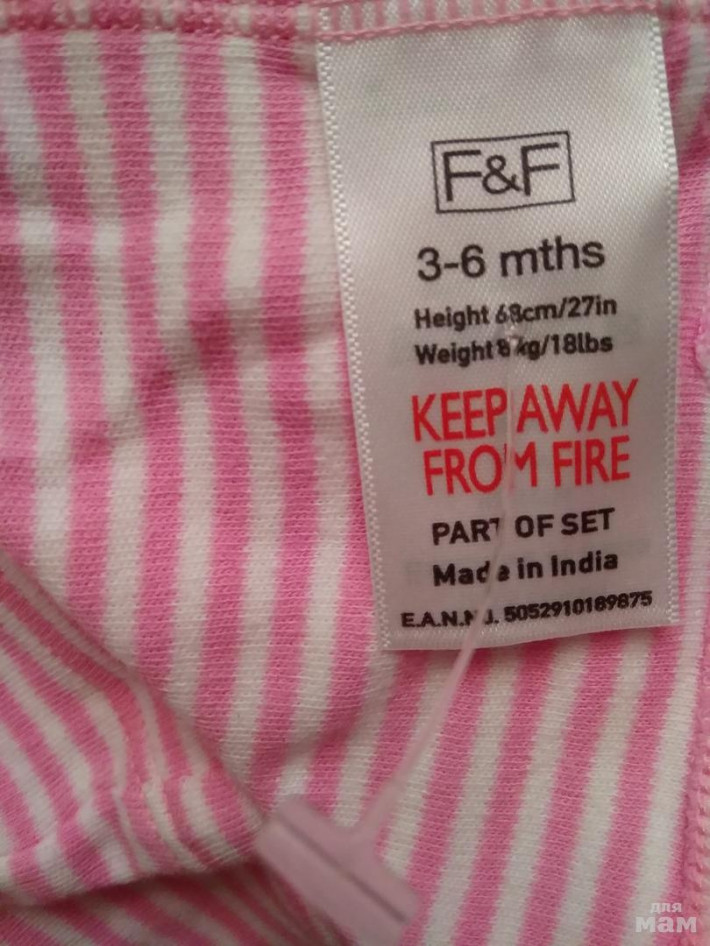 F&F
3-6 mths
Height 68cm/27in
Weight 8kg/18lbs
KEEP AWAY
FROM FIRE
PART OF SET
Made in India
E.A.N.No. 5052910189875
для
мам